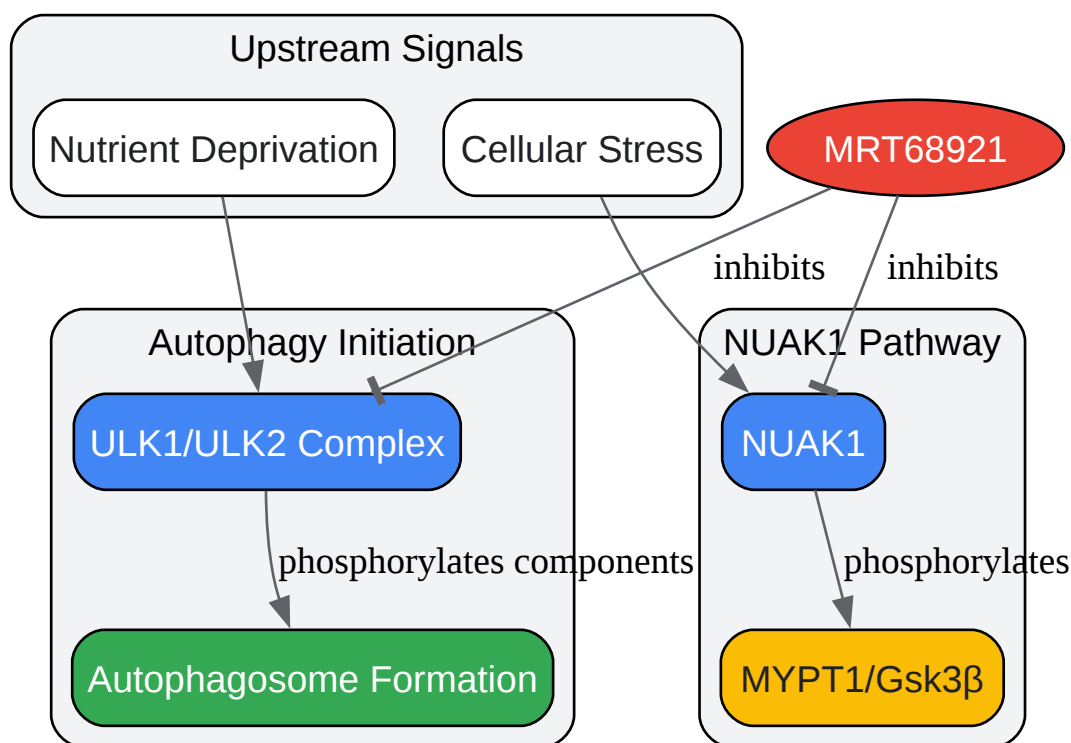 Upstream Signals
Nutrient Deprivation
Cellular Stress
MRT68921
inhibits
inhibits
Autophagy Initiation
NUAK1 Pathway
ULK1/ULK2 Complex
NUAK1
phosphorylates components
phosphorylates
Autophagosome Formation
MYPT1/Gsk3β